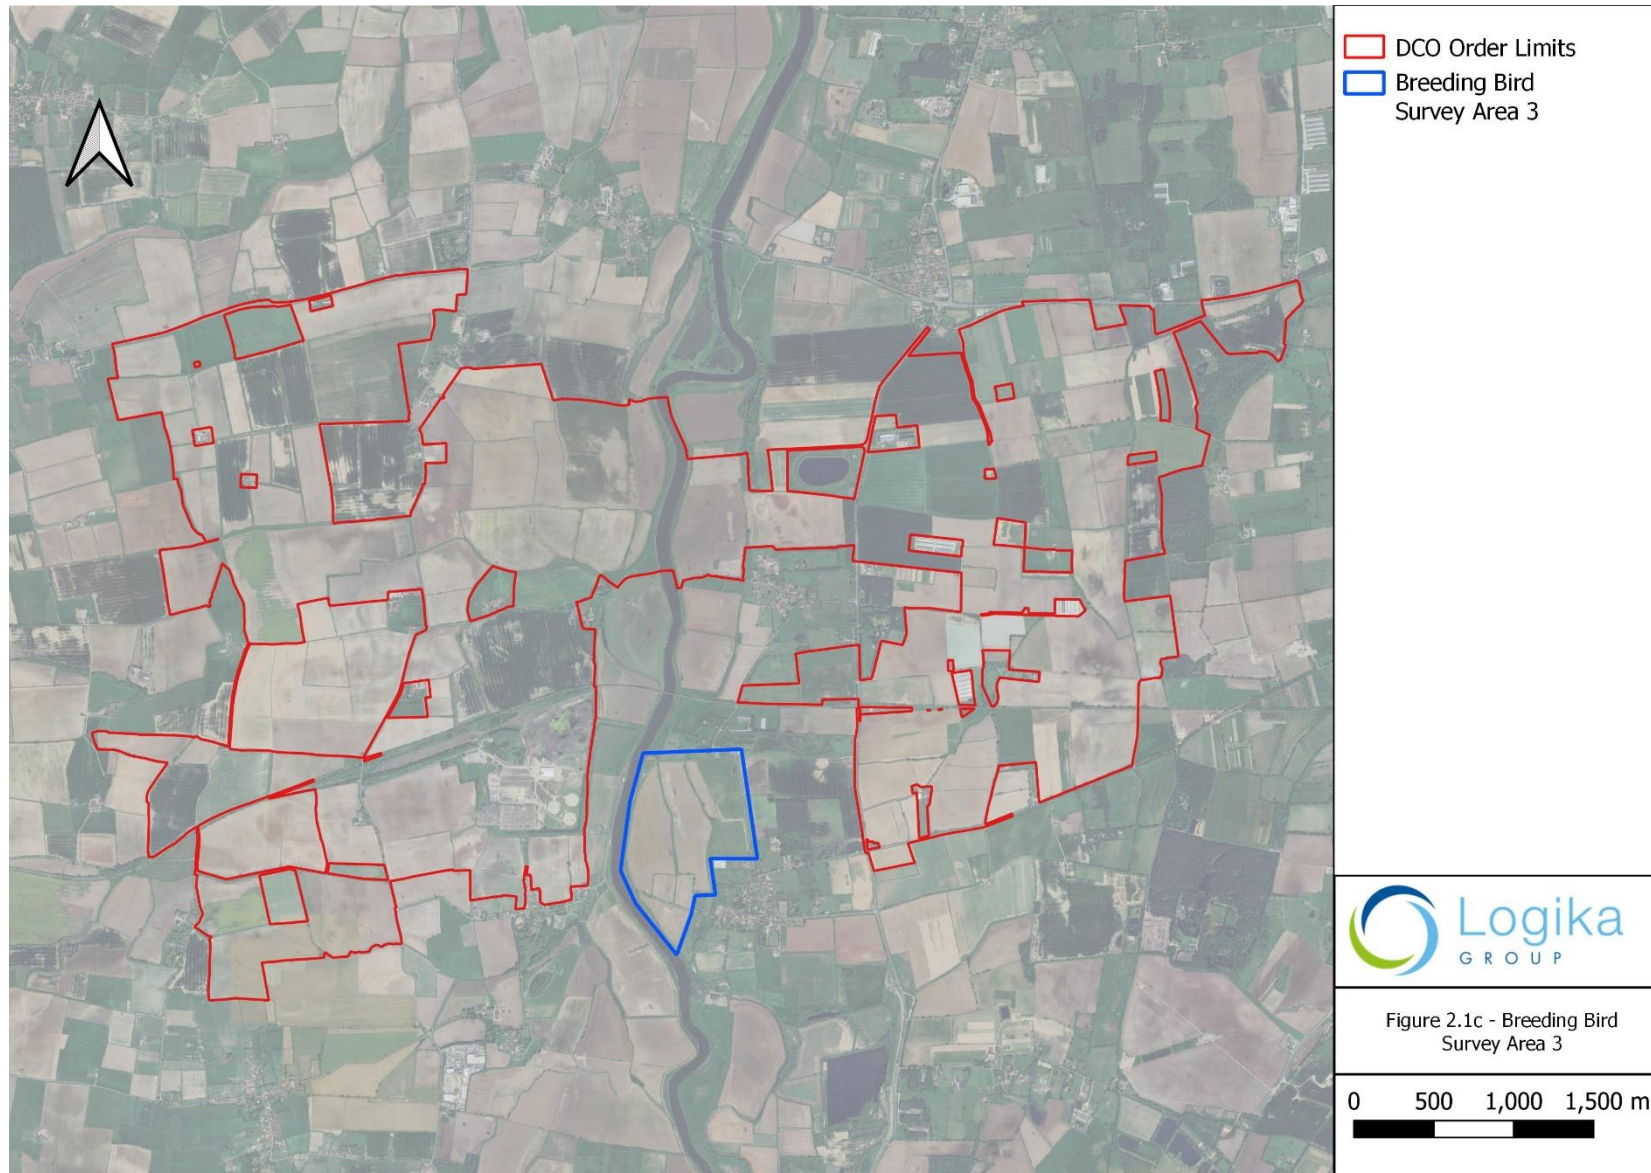 DCO Order Limits
Breeding Bird
Survey Area 3
Logika
GROUP
Figure 2.1c - Breeding Bird
Survey Area 3
0 500 1,000 1,500 m